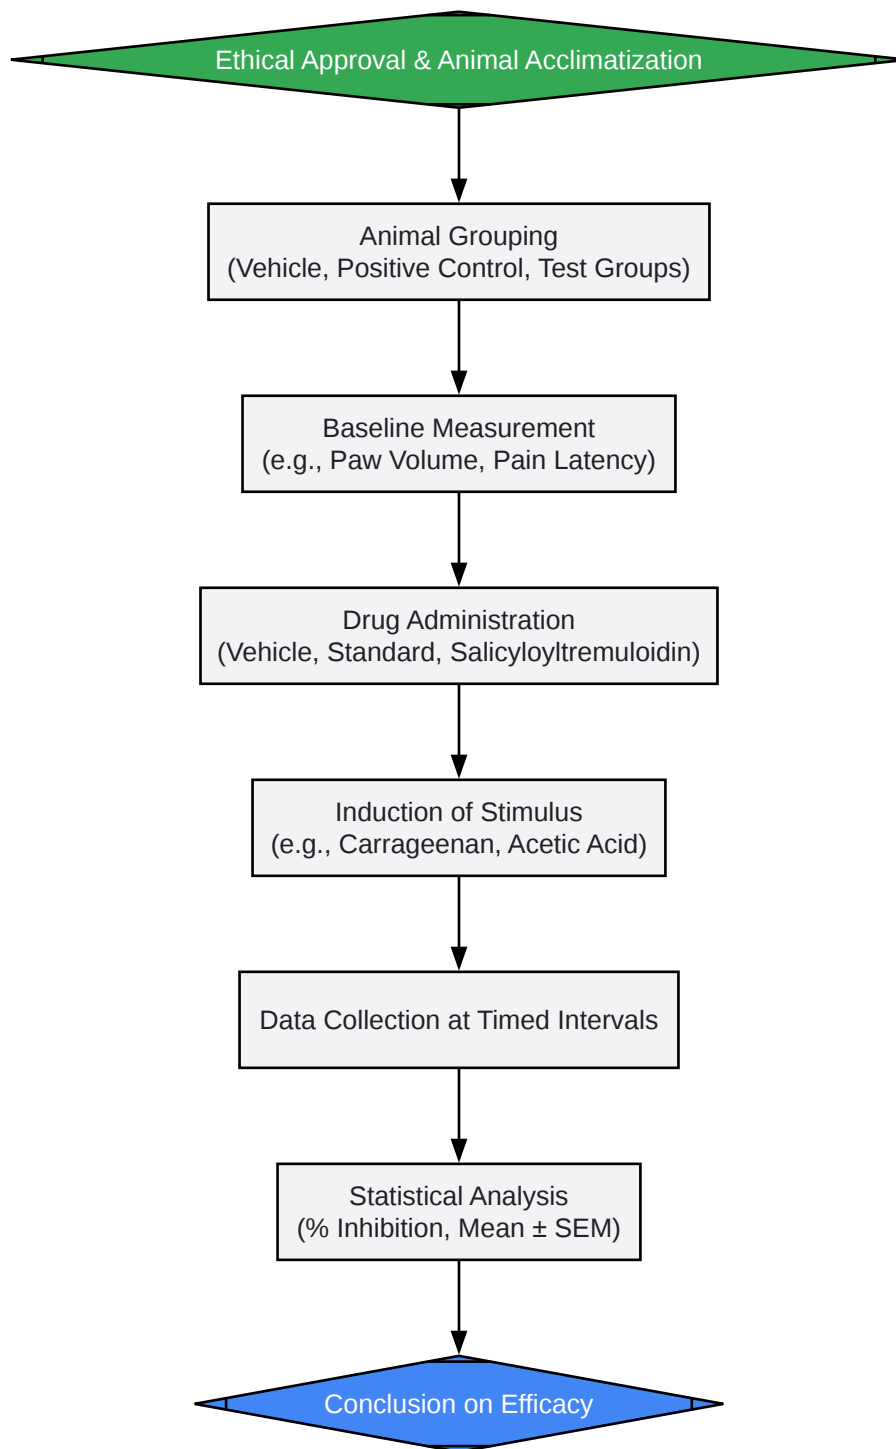 Ethical Approval & Animal Acclimatization
Animal Grouping
(Vehicle, Positive Control, Test Groups)
Baseline Measurement
(e.g., Paw Volume, Pain Latency)
Drug Administration
(Vehicle, Standard, Salicyloyltremuloidin)
Induction of Stimulus
(e.g., Carrageenan, Acetic Acid)
Data Collection at Timed Intervals
Statistical Analysis
(% Inhibition, Mean ± SEM)
Conclusion on Efficacy